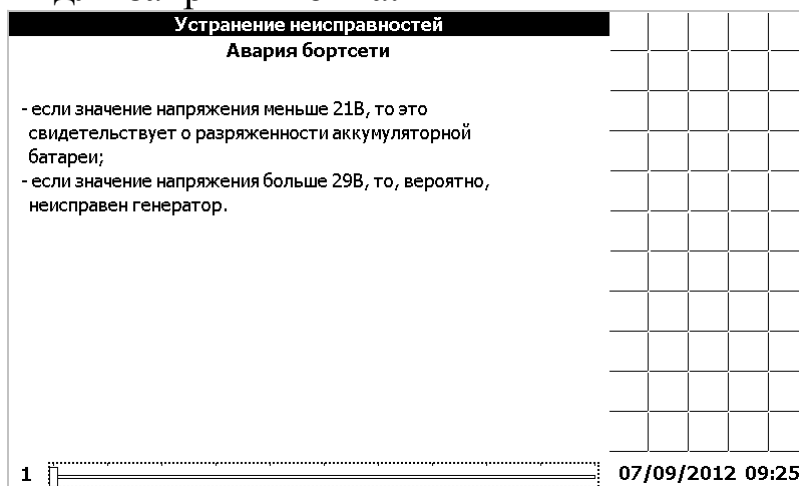 Устранение неисправностей
Авария бортсети
- если значение напряжения меньше 21В, то это
свидетельствует о разряженности аккумуляторной
батареи;
- если значение напряжения больше 29В, то, вероятно,
неисправен генератор.
1
07/09/2012 09:25